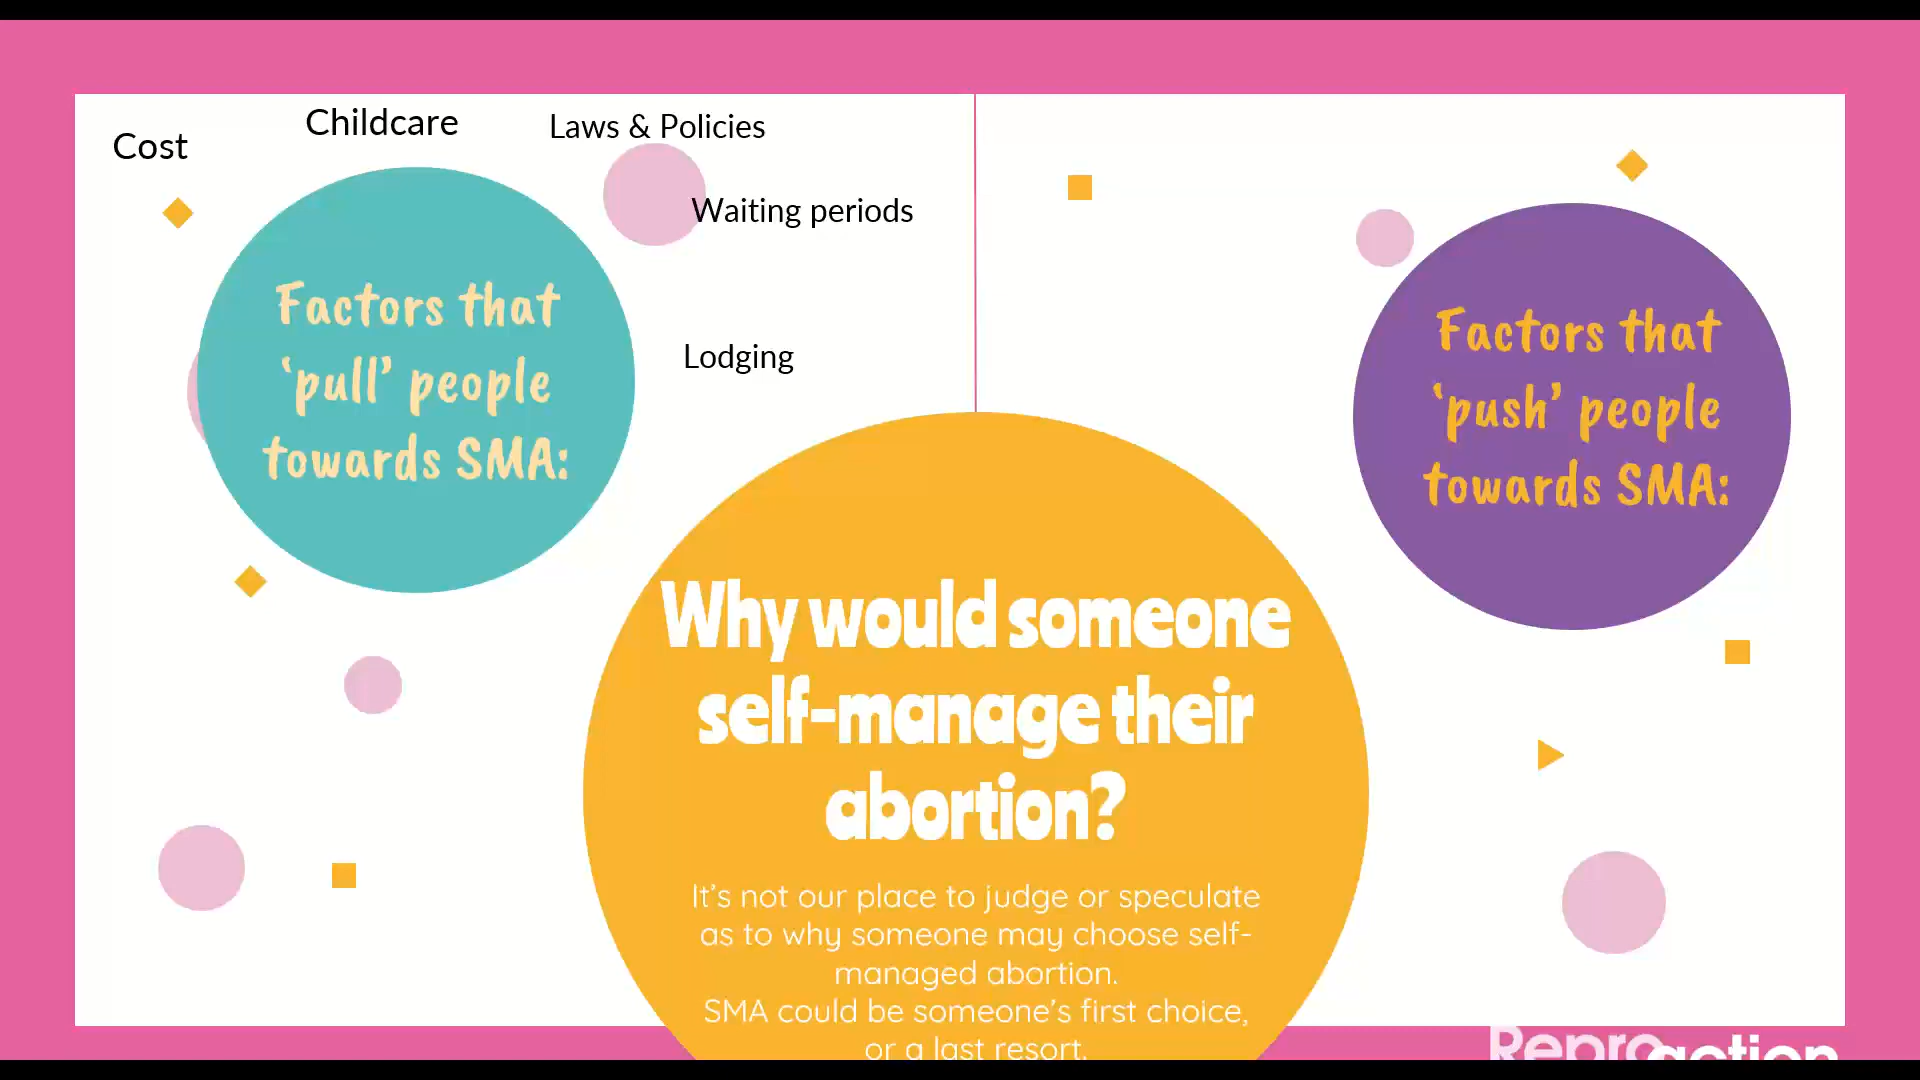 Cost
Childcare
Laws & Policies
Waiting periods
Lodging
Factors that
‘pull’ people
towards SMA:
Factors that
‘push’ people
towards SMA:
Why would someone
self-manage their
abortion?
It’s not our place to judge or speculate
as to why someone may choose self-
managed abortion.
SMA could be someone’s first choice,
or a last resort.
Reproaction